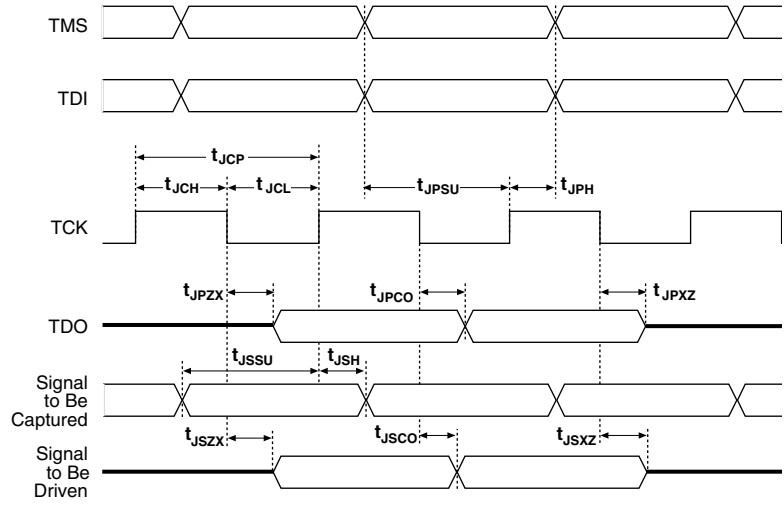 TMS
TDI
tJCP
tJCH tJCL tJPSU tJPH
TCK
tJPZX tJPCO tJPXZ
TDO
tJSSU tJSH
Signal
to Be
Captured
tJSZX tJSCO tJSXZ
Signal
to Be
Driven